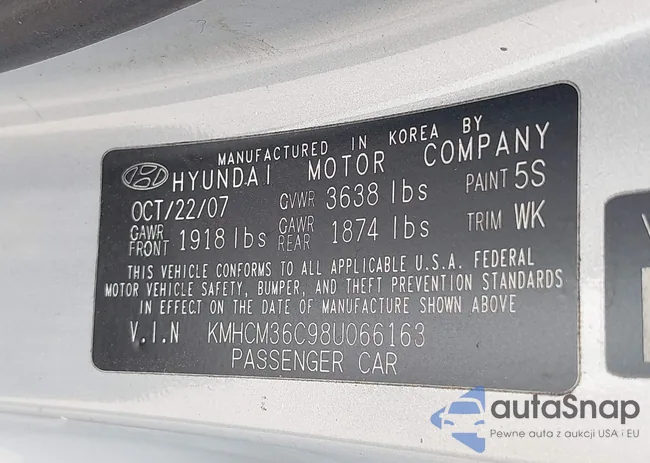 MANUFACTURED IN KOREA BY
HYUNDAI MOTOR COMPANY
OCT/22/07 GVWR 3638 lbs PAINT 5S
GAWR FRONT 1918 lbs GAWR REAR 1874 lbs TRIM WK
THIS VEHICLE CONFORMS TO ALL APPLICABLE U.S.A. FEDERAL
MOTOR VEHICLE SAFETY, BUMPER, AND THEFT PREVENTION STANDARDS
IN EFFECT ON THE DATE OF MANUFACTURE SHOWN ABOVE
V.I.N KMHCM36C98U066163
PASSENGER CAR
autaSnap
Pewne auta z aukcji USA i EU